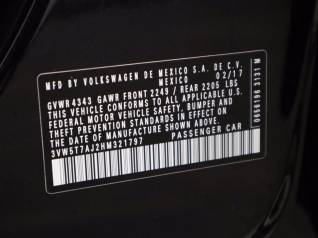 MFD BY VOLKSWAGEN DE MEXICO S.A. DE C.V.
MEXICO 02/17
GVWR 4343 GAWR FRONT 2249 / REAR 2205 LBS
THIS VEHICLE CONFORMS TO ALL APPLICABLE
FEDERAL MOTOR VEHICLE SAFETY, BUMPER AND
THEFT PREVENTION STANDARDS IN EFFECT ON
THE DATE OF MANUFACTURE SHOWN ABOVE.
3VW5T7AJ2HM321797 PASSENGER CAR